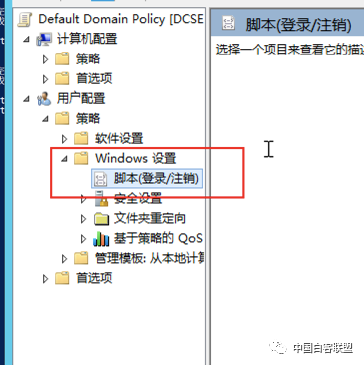 Default Domain Policy [DCSE
计算机配置
策略
首选项
用户配置
策略
软件设置
Windows 设置
脚本(登录/注销)
安全设置
文件夹重定向
基于策略的 QoS
管理模板: 从本地计算
首选项
脚本(登录/注销)
选择一个项目来查看它的描
中国白客联盟